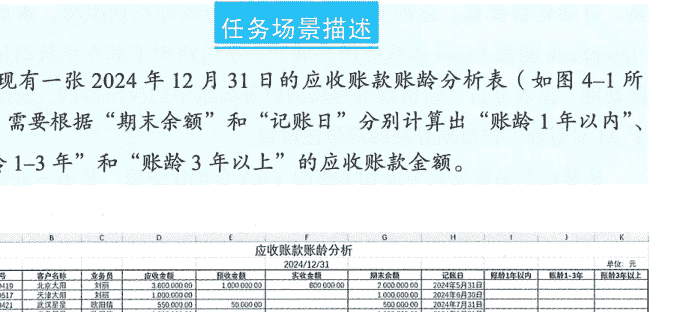 任务场景描述
现有一张 2024 年 12 月 31 日的应收账款账龄分析表（如图 4–1 所
需要根据“期末余额”和“记账日”分别计算出“账龄 1 年以内”、
1–3 年”和“账龄 3 年以上”的应收账款金额。
B C D E F G H I J K
应收账款账龄分析
2024/12/31 单位：元
号 客户名称 业务员 应收金额 预收金额 实收金额 期末余额 记账日 账龄1年以内 账龄1-3年 账龄3年以上
0419 北京大阳 刘丽 3,800,000.00 1,000,000.00 800,000.00 2,000,000.00 2024年5月31日
0517 天津大阳 刘丽 1,000,000.00 1,000,000.00 2024年6月30日
0421 武汉星星 欧阳倩 550,000.00 50,000.00 500,000.00 2024年7月31日